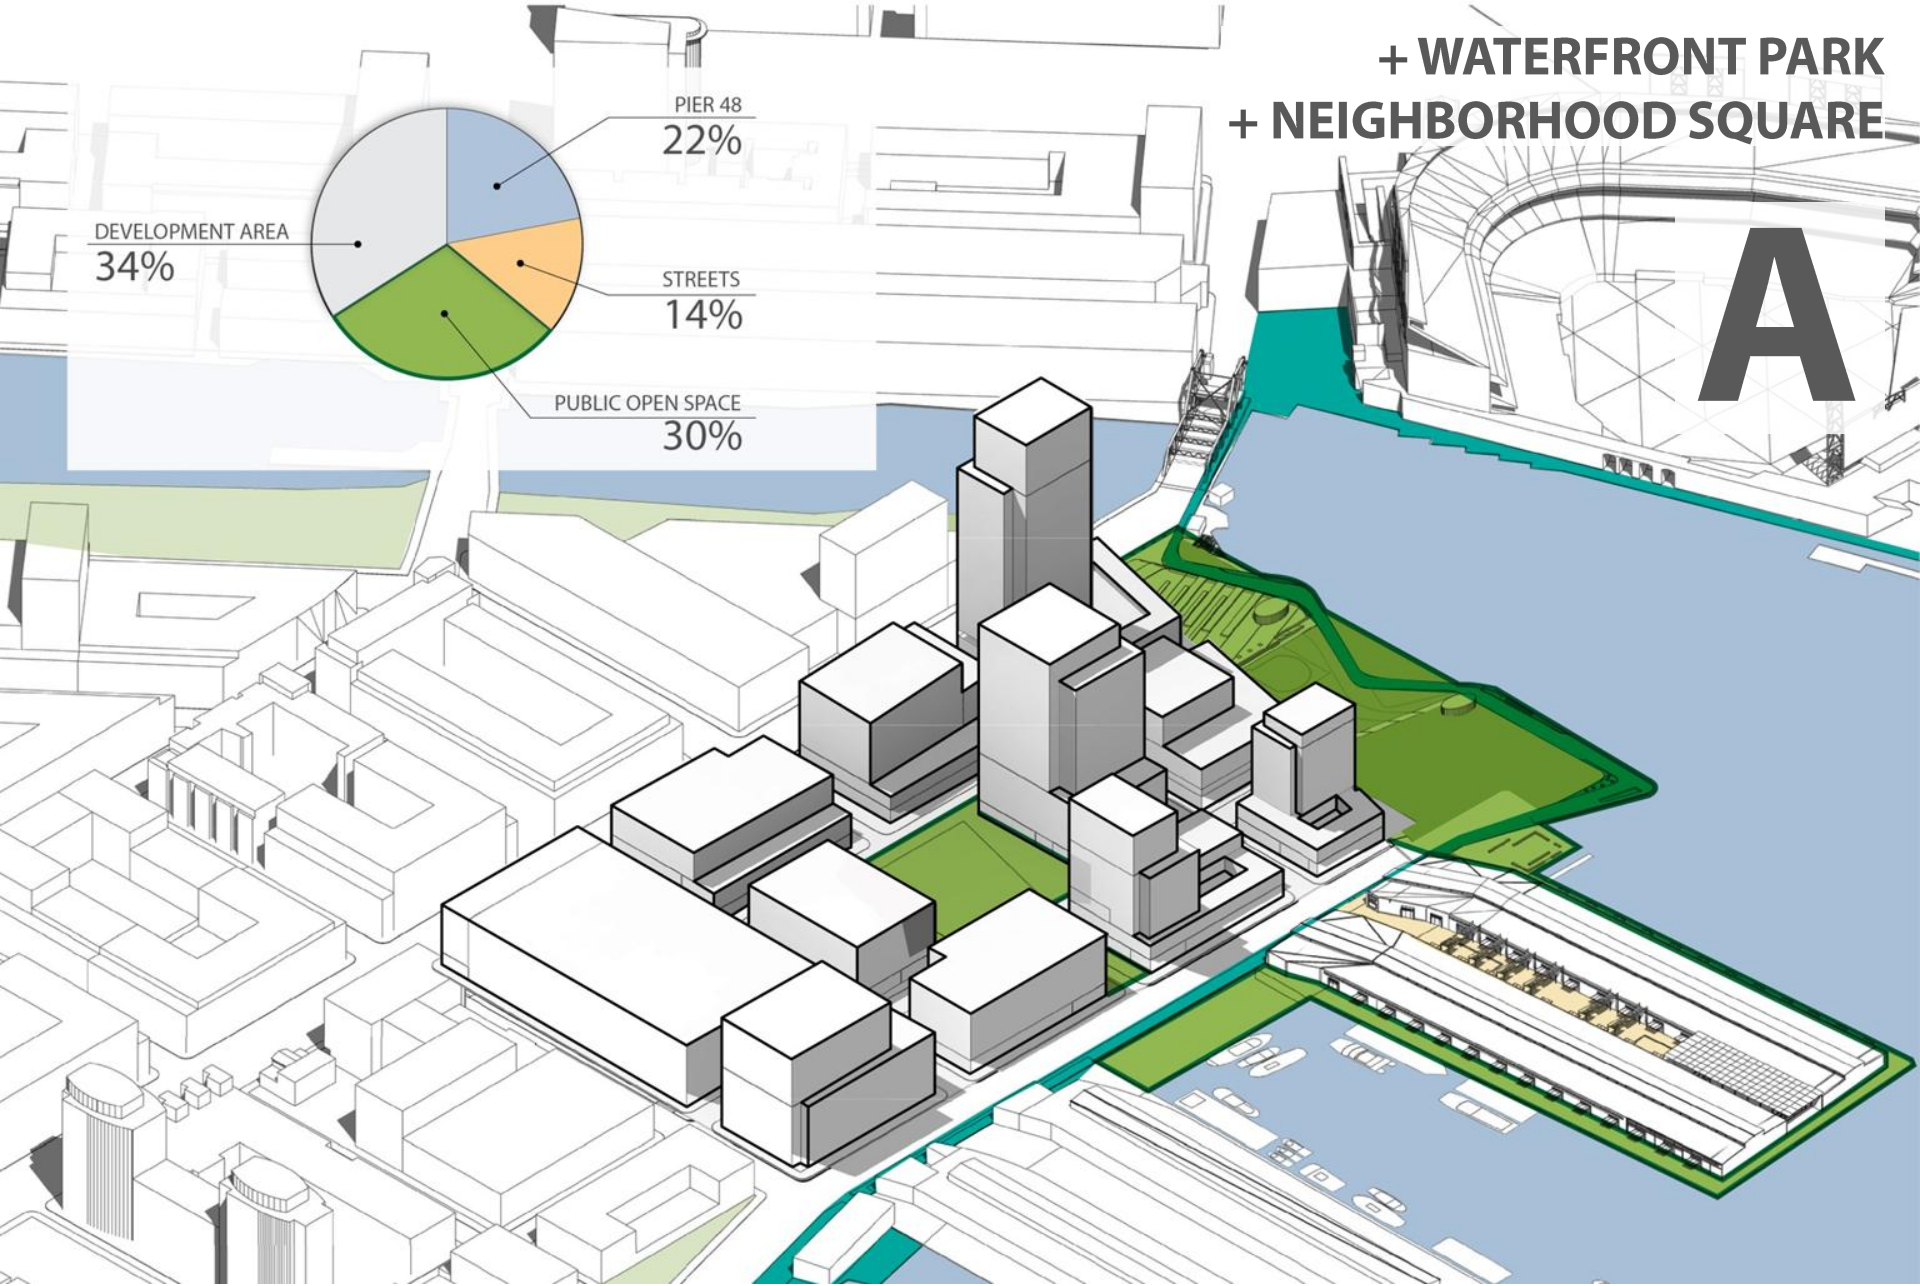 + WATERFRONT PARK
+ NEIGHBORHOOD SQUARE
A
PIER 48
22%
DEVELOPMENT AREA
34%
STREETS
14%
PUBLIC OPEN SPACE
30%